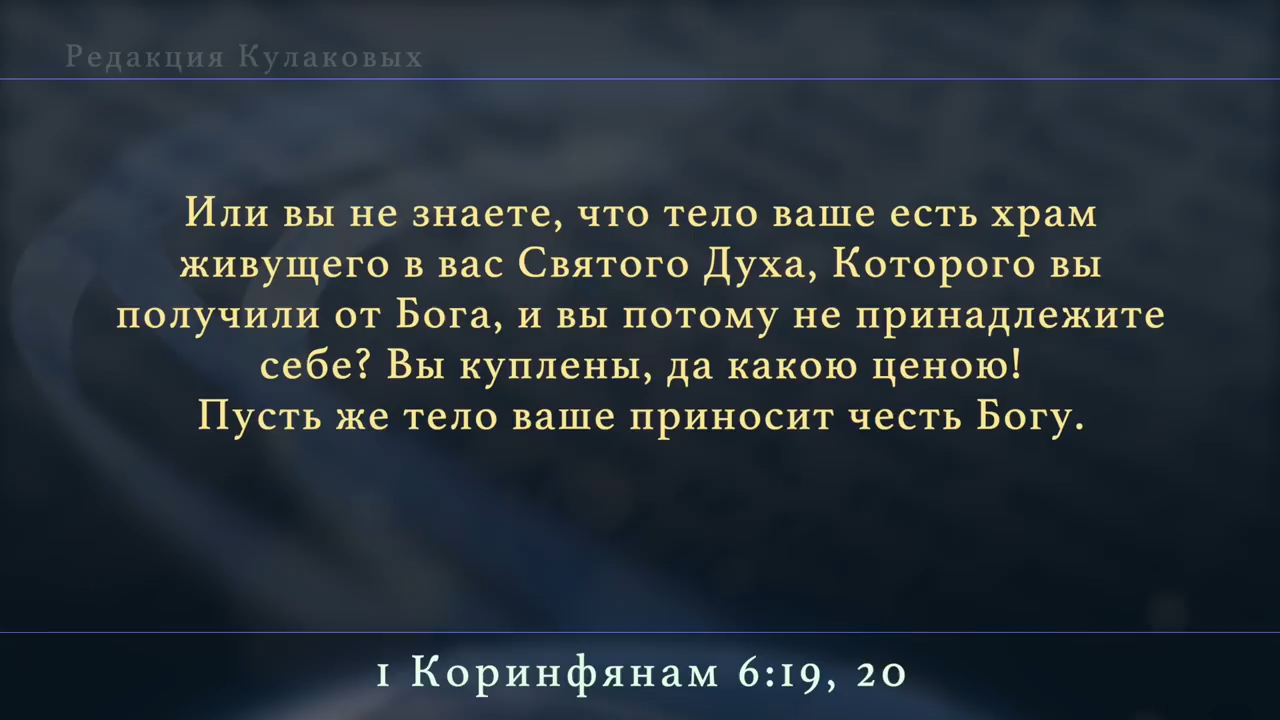 Редакция Кулаковых
Или вы не знаете, что тело ваше есть храм
живущего в вас Святого Духа, Которого вы
получили от Бога, и вы потому не принадлежите
себе? Вы куплены, да какою ценою!
Пусть же тело ваше приносит честь Богу.
1 Коринфянам 6:19, 20